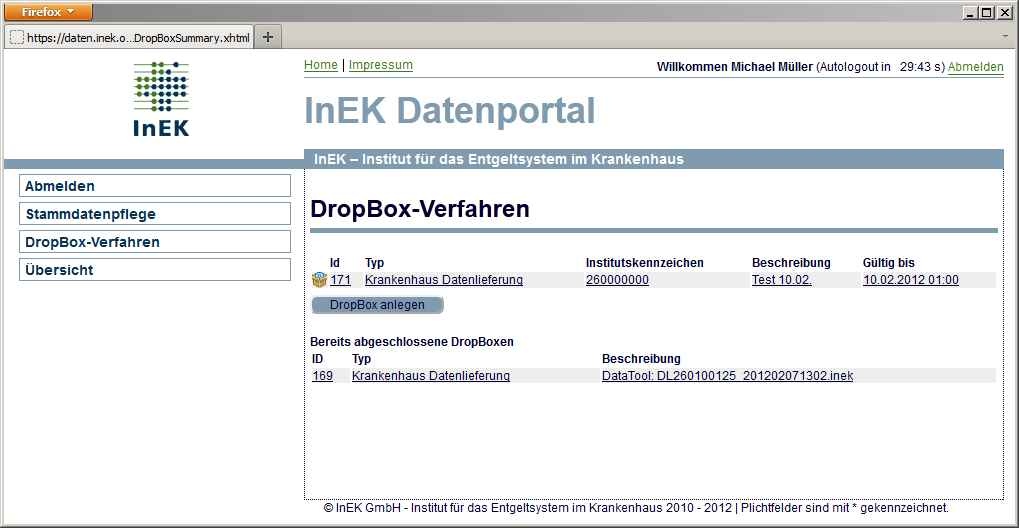 Firefox
https://daten.inek.o...DropBoxSummary.xhtml
Home | Impressum
Willkommen Michael Müller (Autologout in 29:43 s) Abmelden
InEK
InEK Datenportal
InEK – Institut für das Entgeltsystem im Krankenhaus
Abmelden
Stammdatenpflege
DropBox-Verfahren
Übersicht
DropBox-Verfahren
Id Typ Institutskennzeichen Beschreibung Gültig bis
171 Krankenhaus Datenlieferung 260000000 Test 10.02. 10.02.2012 01:00
DropBox anlegen
Bereits abgeschlossene DropBoxen
ID Typ Beschreibung
169 Krankenhaus Datenlieferung DataTool: DL260100125_201202071302.inek
© InEK GmbH - Institut für das Entgeltsystem im Krankenhaus 2010 - 2012 | Plichtfelder sind mit * gekennzeichnet.